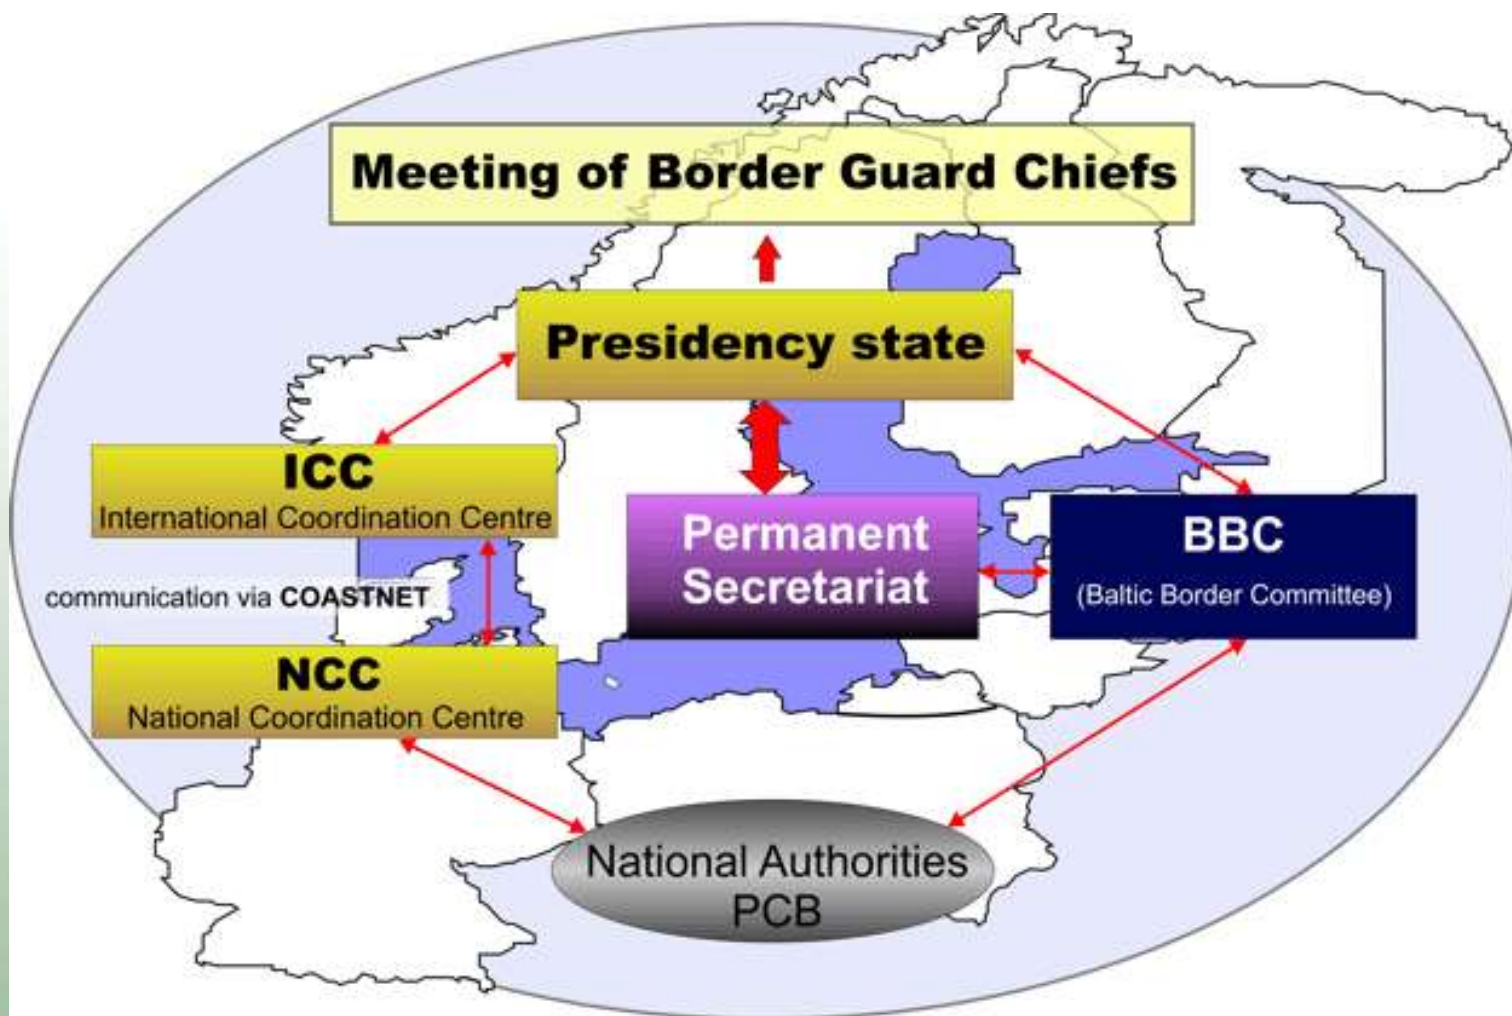 Meeting of Border Guard Chiefs
Presidency state
ICC
International Coordination Centre
Permanent
Secretariat
BBC
(Baltic Border Committee)
communication via COASTNET
NCC
National Coordination Centre
National Authorities
PCB